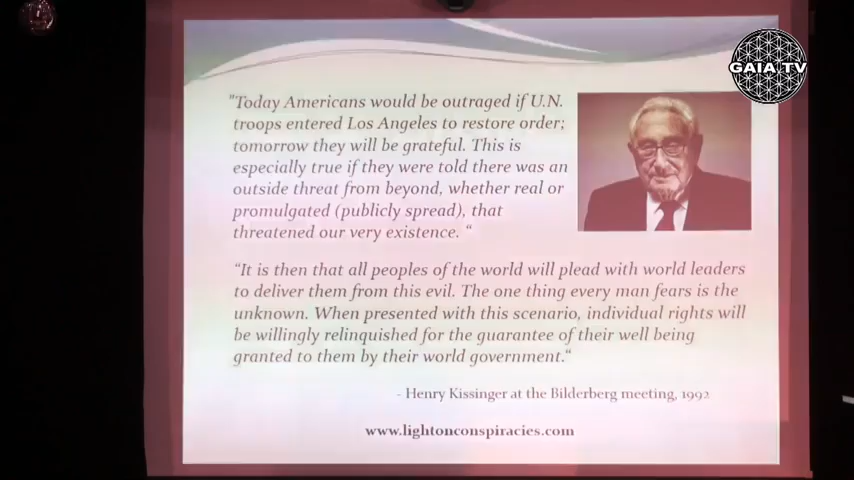 GAIA TV
"Today Americans would be outraged if U.N.
troops entered Los Angeles to restore order;
tomorrow they will be grateful. This is
especially true if they were told there was an
outside threat from beyond, whether real or
promulgated (publicly spread), that
threatened our very existence. “
“It is then that all peoples of the world will plead with world leaders
to deliver them from this evil. The one thing every man fears is the
unknown. When presented with this scenario, individual rights will
be willingly relinquished for the guarantee of their well being
granted to them by their world government.“
- Henry Kissinger at the Bilderberg meeting, 1992
www.lightonconspiracies.com